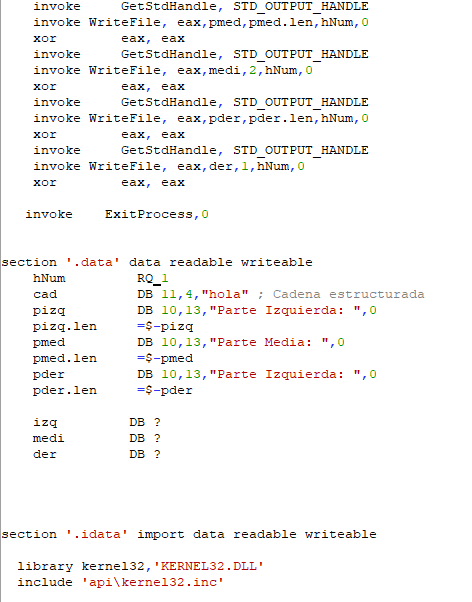 invoke     GetStdHandle, STD_OUTPUT_HANDLE
invoke WriteFile, eax,pmed,pmed.len,hNum,0
xor        eax, eax
invoke     GetStdHandle, STD_OUTPUT_HANDLE
invoke WriteFile, eax,medi,2,hNum,0
xor        eax, eax
invoke     GetStdHandle, STD_OUTPUT_HANDLE
invoke WriteFile, eax,pder,pder.len,hNum,0
xor        eax, eax
invoke     GetStdHandle, STD_OUTPUT_HANDLE
invoke WriteFile, eax,der,1,hNum,0
xor        eax, eax
invoke    ExitProcess,0
section '.data' data readable writeable
hNum         RQ_1
cad          DB 11,4,"hola" ; Cadena estructurada
pizq         DB 10,13,"Parte Izquierda: ",0
pizq.len     =$-pizq
pmed         DB 10,13,"Parte Media: ",0
pmed.len     =$-pmed
pder         DB 10,13,"Parte Izquierda: ",0
pder.len     =$-pder
izq         DB ?
medi        DB ?
der         DB ?
section '.idata' import data readable writeable
library kernel32,'KERNEL32.DLL'
include 'api\kernel32.inc'